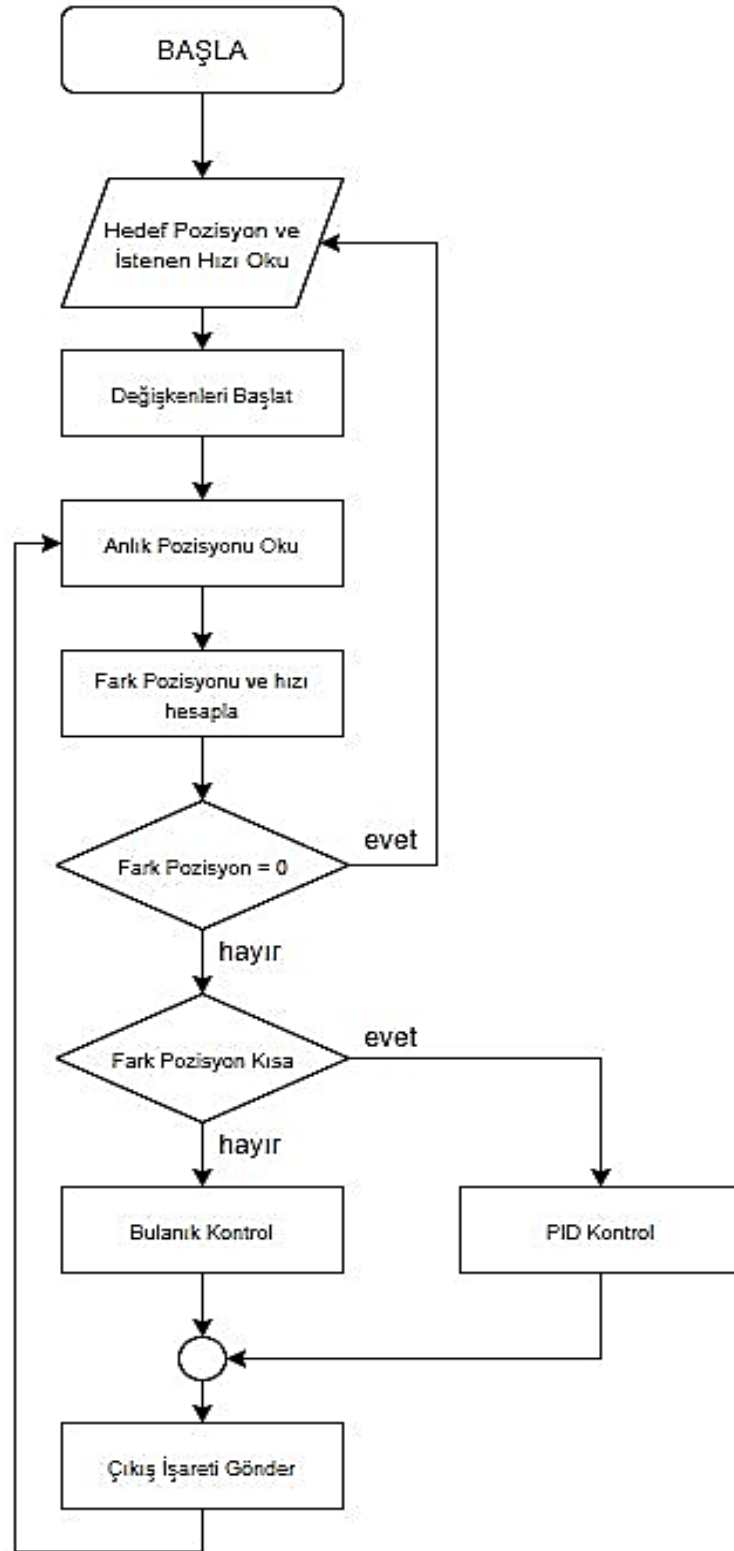 BAŞLA
Hedef Pozisyon ve
İstenen Hızı Oku
Değişkenleri Başlat
Anlık Pozisyonu Oku
Fark Pozisyonu ve hızı
hesapla
Fark Pozisyon = 0
evet
hayır
Fark Pozisyon Kısa
evet
hayır
Bulanık Kontrol
PID Kontrol
Çıkış İşareti Gönder